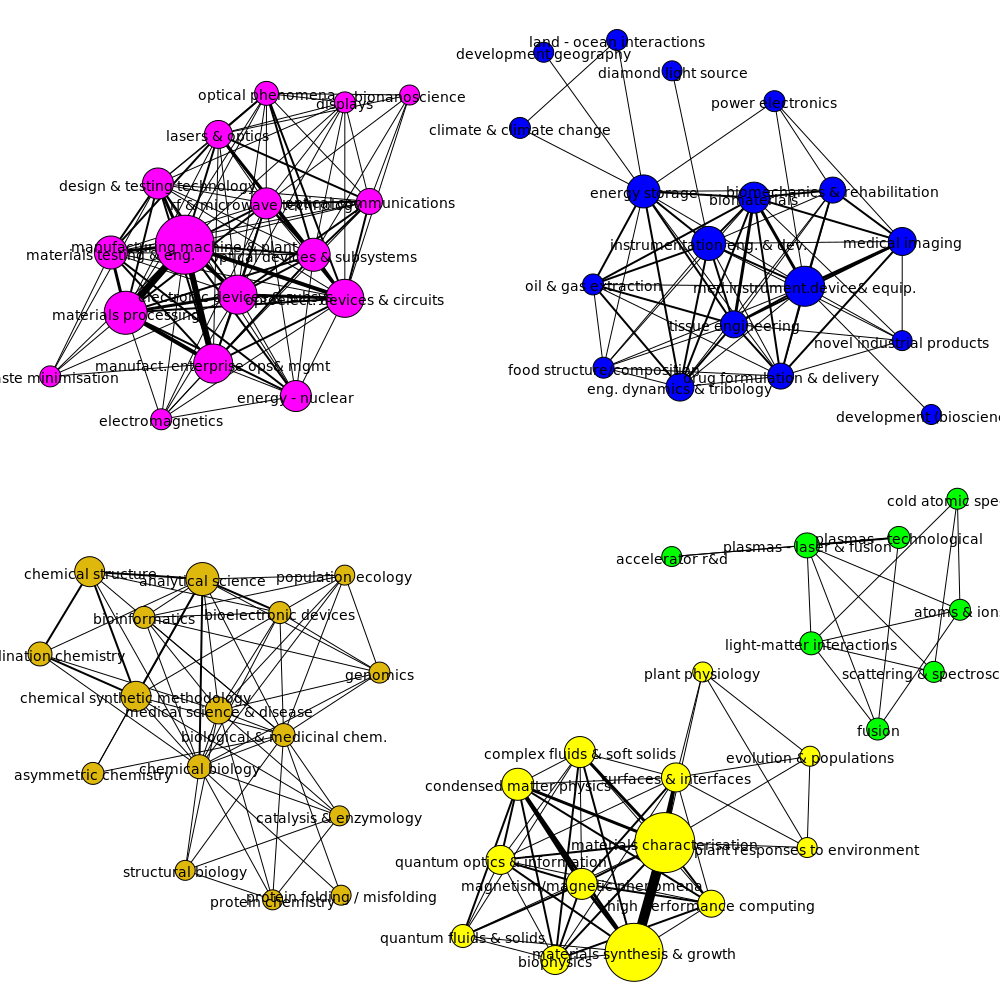 optical phenomena
displays
bionanoscience
lasers & optics
design & testing technology
rf & microwave technology
optical communications
manufacturing machine & plant
materials testing & eng.
optical devices & subsystems
optoelect. devices & circuits
materials processing
manufact. enterprise ops& mgmt
aste minimisation
energy - nuclear
electromagnetics
land - ocean interactions
development geography
diamond light source
power electronics
climate & climate change
energy storage
biomechanics & rehabilitation
biomaterials
instrumentation eng. & dev.
medical imaging
oil & gas extraction
med.instrument.device& equip.
tissue engineering
novel industrial products
food structure/composition
drug formulation & delivery
eng. dynamics & tribology
development (bioscien
chemical structure
analytical science
population ecology
bioinformatics
bioelectronic devices
dination chemistry
genomics
chemical synthetic methodology
medical science & disease
biological & medicinal chem.
asymmetric chemistry
chemical biology
catalysis & enzymology
structural biology
protein folding / misfolding
protein chemistry
cold atomic spe
plasmas - technological
plasmas - laser & fusion
accelerator r&d
atoms & ions
light-matter interactions
scattering & spectrosc
fusion
plant physiology
complex fluids & soft solids
evolution & populations
surfaces & interfaces
condensed matter physics
materials characterisation
plant responses to environment
quantum optics & information
magnetism/magnetic phenomena
high performance computing
quantum fluids & solids
materials synthesis & growth
biophysics